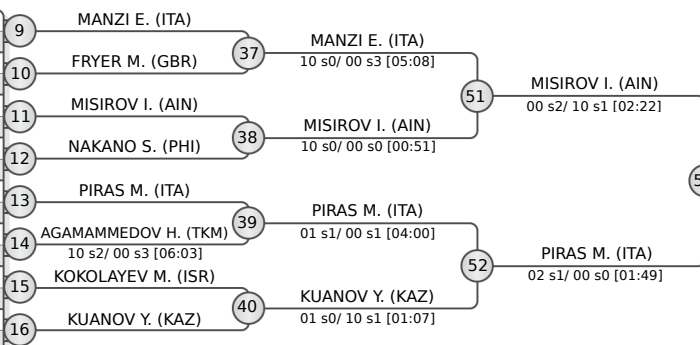 9
MANZI E. (ITA)
10
FRYER M. (GBR)
11
MISIROV I. (AIN)
12
NAKANO S. (PHI)
13
PIRAS M. (ITA)
14
AGAMAMMEDOV H. (TKM)
10 s2/ 00 s3 [06:03]
15
KOKOLAYEV M. (ISR)
16
KUANOV Y. (KAZ)
37
MANZI E. (ITA)
10 s0/ 00 s3 [05:08]
38
MISIROV I. (AIN)
10 s0/ 00 s0 [00:51]
39
PIRAS M. (ITA)
01 s1/ 00 s1 [04:00]
40
KUANOV Y. (KAZ)
01 s0/ 10 s1 [01:07]
51
MISIROV I. (AIN)
00 s2/ 10 s1 [02:22]
52
PIRAS M. (ITA)
02 s1/ 00 s0 [01:49]